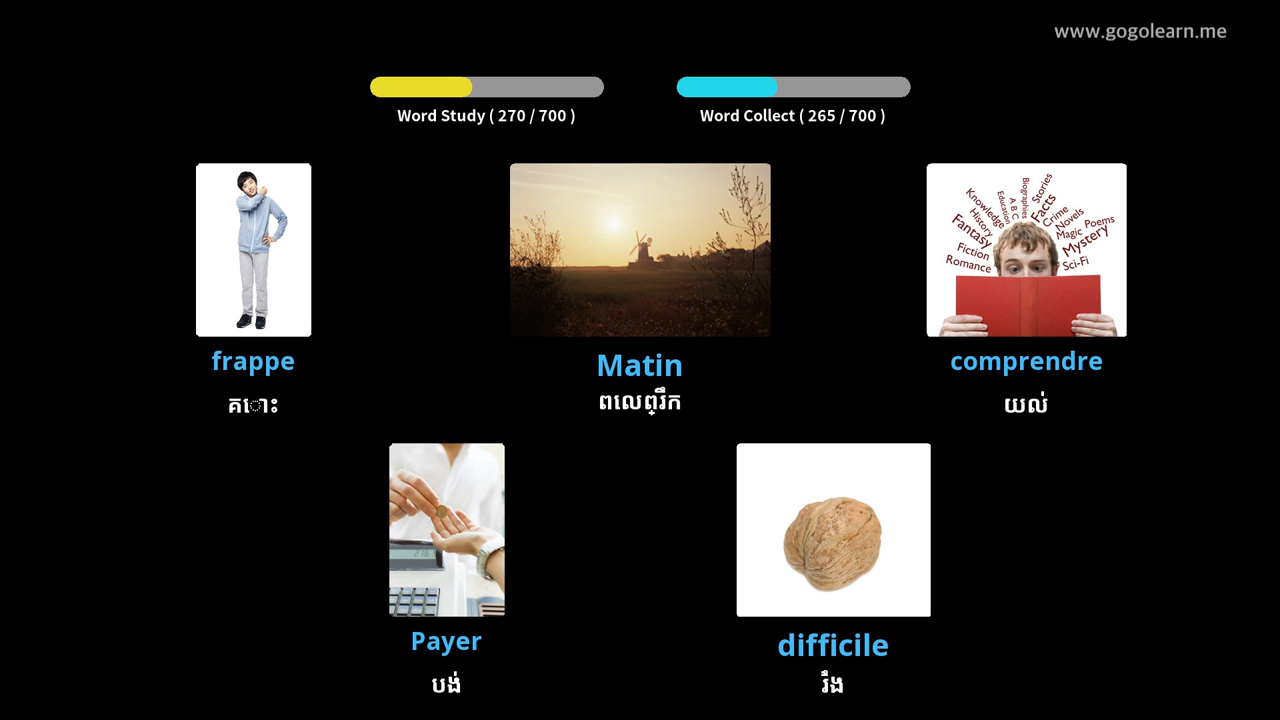 www.gogolearn.me
Word Study ( 270 / 700 )
Word Collect ( 265 / 700 )
Knowledge
History
Fantasy
Fiction
Romance
Education
A B C
Biographies
Stories
Facts
Crime
Novels
Magic
Poems
Mystery
Sci-Fi
frappe
គោះ
Matin
ពេលព្រឹក
comprendre
យល់
Payer
បង់
difficile
រឹង